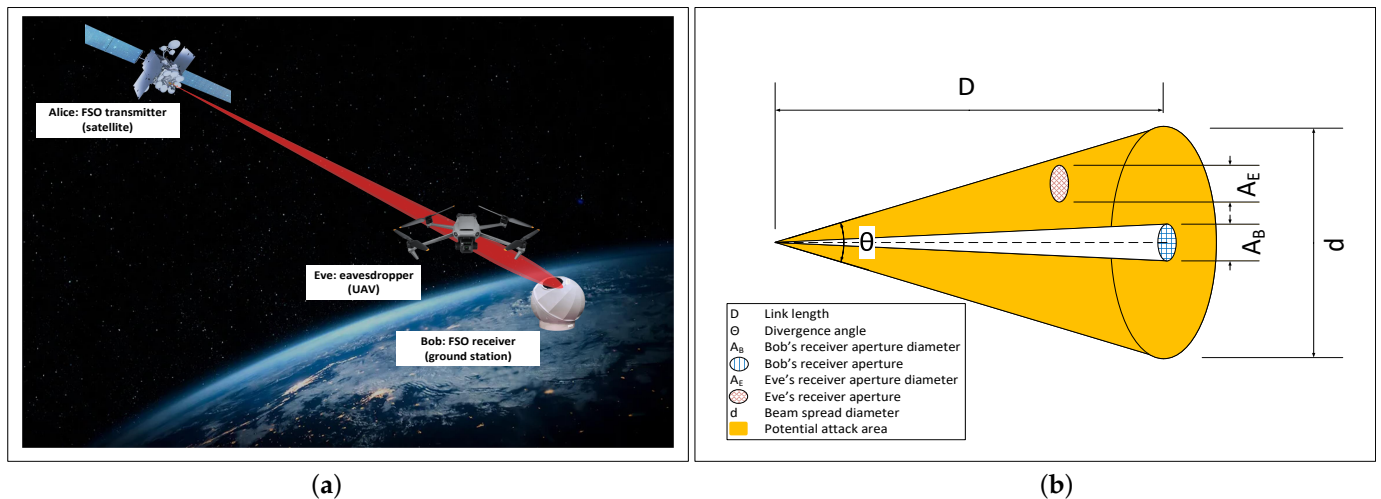 Alice: FSO transmitter
(satellite)
Eve: eavesdropper
(UAV)
Bob: FSO receiver
(ground station)
(a)
D
θ
A_E
A_B
d
D Link length
Θ Divergence angle
A_B Bob's receiver aperture diameter
Bob's receiver aperture
A_E Eve's receiver aperture diameter
Eve's receiver aperture
d Beam spread diameter
Potential attack area
(b)